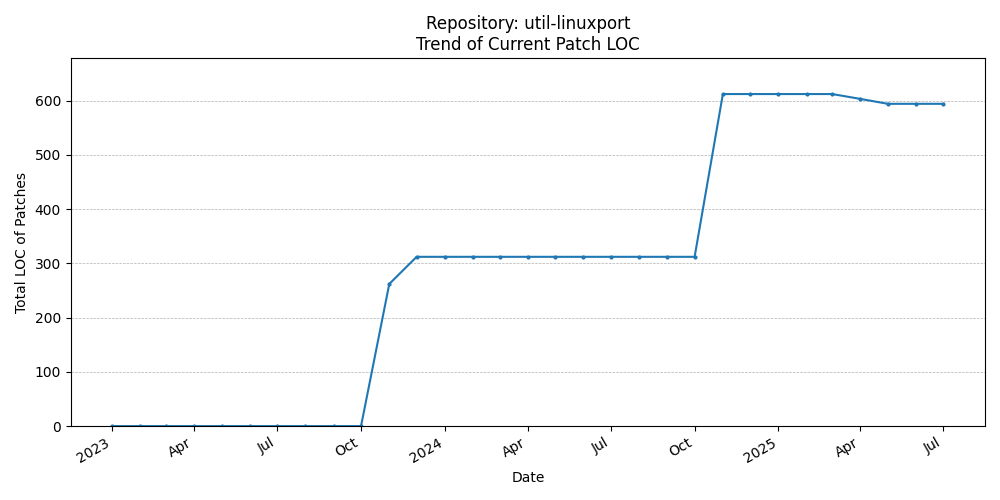 Repository: util-linuxport
Trend of Current Patch LOC
Total LOC of Patches
600
500
400
300
200
100
0
2023
Apr
Jul
Oct
2024
Apr
Jul
Oct
2025
Apr
Jul
Date